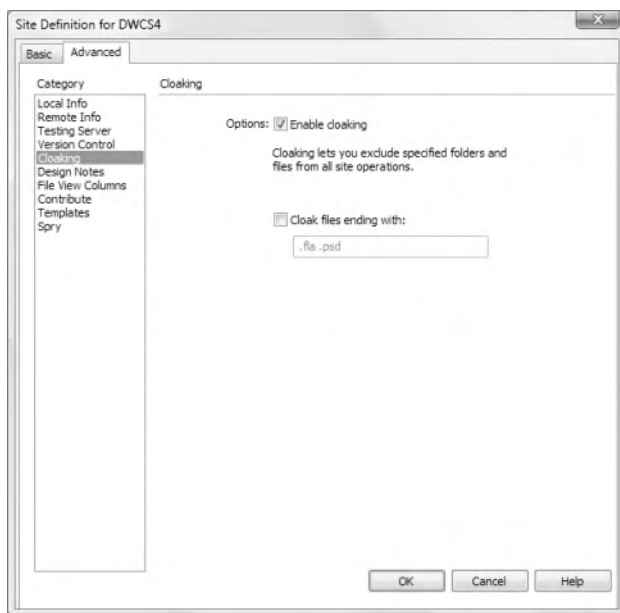 Site Definition for DWCS4
Basic
Advanced
Category
Cloaking
Local Info
Remote Info
Testing Server
Version Control
Cloaking
Design Notes
File View Columns
Contribute
Templates
Spry
Options: Enable cloaking
Cloaking lets you exclude specified folders and
files from all site operations.
Cloak files ending with:
.fla .psd
OK
Cancel
Help